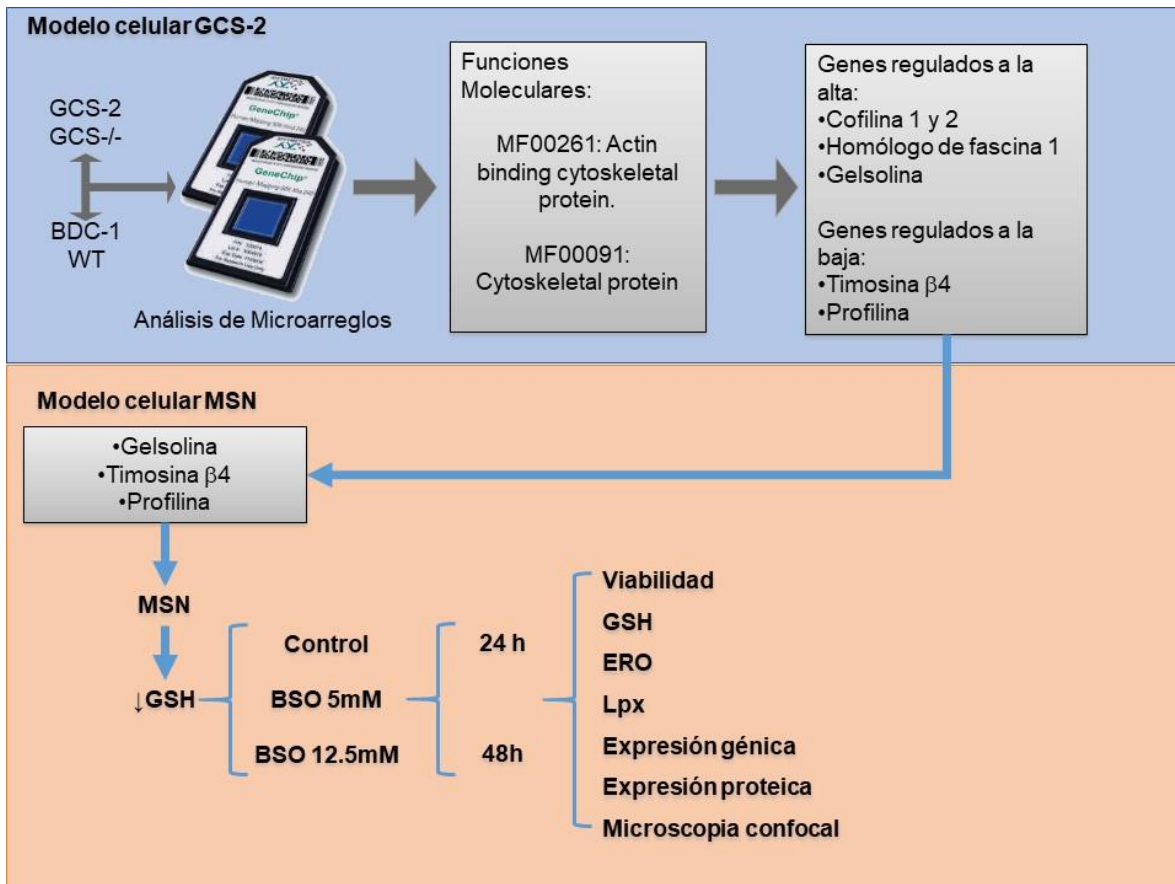 Modelo celular GCS-2
GCS-2
GCS-/-
BDC-1
WT
GeneChip
GeneChip
Análisis de Microarreglos
Funciones
Moleculares:
MF00261: Actin
binding cytoskeletal
protein.
MF00091:
Cytoskeletal protein
Genes regulados a la
alta:
•Cofilina 1 y 2
•Homólogo de fascina 1
•Gelsolina
Genes regulados a la
baja:
•Timosina β4
•Profilina
Modelo celular MSN
•Gelsolina
•Timosina β4
•Profilina
MSN
↓GSH
Control
BSO 5mM
BSO 12.5mM
24 h
48h
Viabilidad
GSH
ERO
Lpx
Expresión génica
Expresión proteica
Microscopia confocal